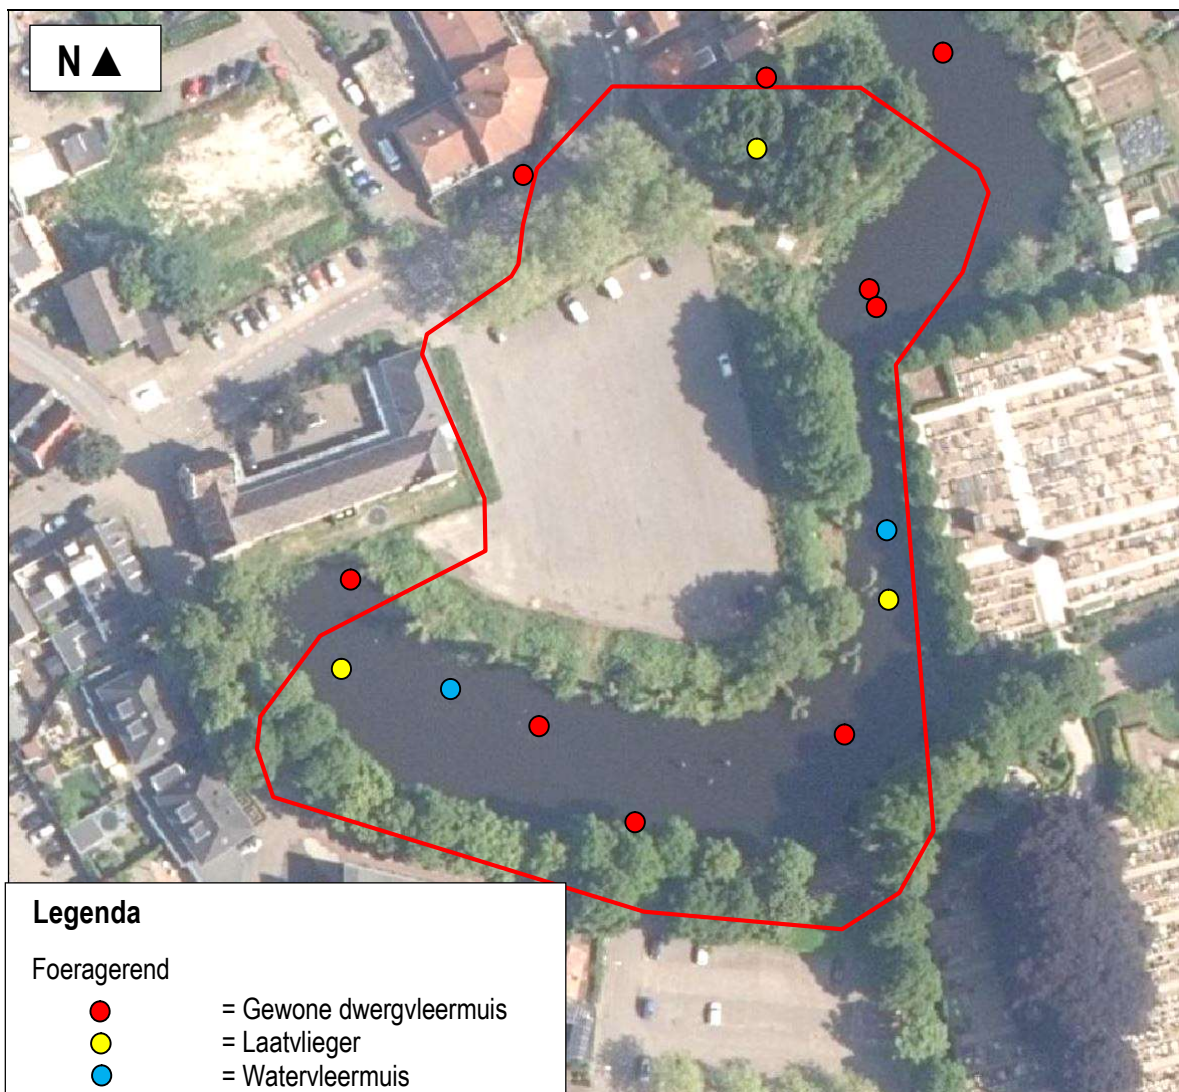 N ▲
Legenda
Foeragerend
= Gewone dwergvleermuis
= Laatvlieger
= Watervleermuis